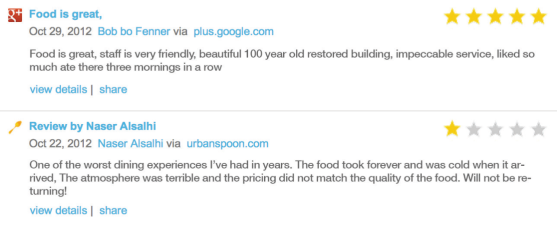 Food is great,
Oct 29, 2012 Bob bo Fenner via plus.google.com
Food is great, staff is very friendly, beautiful 100 year old restored building, impeccable service, liked so
much ate there three mornings in a row
view details | share
Review by Naser Alsalhi
Oct 22, 2012 Naser Alsalhi via urbanspoon.com
One of the worst dining experiences I've had in years. The food took forever and was cold when it ar-
rived, The atmosphere was terrible and the pricing did not match the quality of the food. Will not be re-
turning!
view details | share